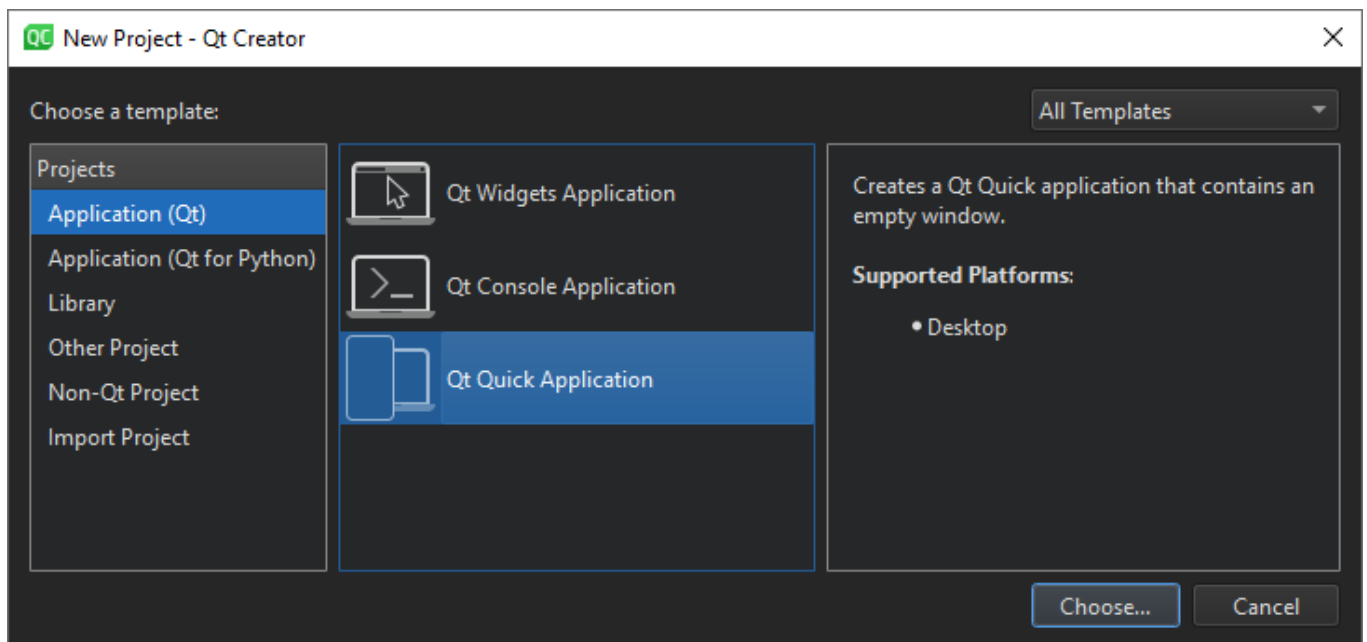 QC New Project - Qt Creator
Choose a template:
All Templates
Projects
Application (Qt)
Application (Qt for Python)
Library
Other Project
Non-Qt Project
Import Project
Qt Widgets Application
Qt Console Application
Qt Quick Application
Creates a Qt Quick application that contains an
empty window.
Supported Platforms:
• Desktop
Choose...
Cancel